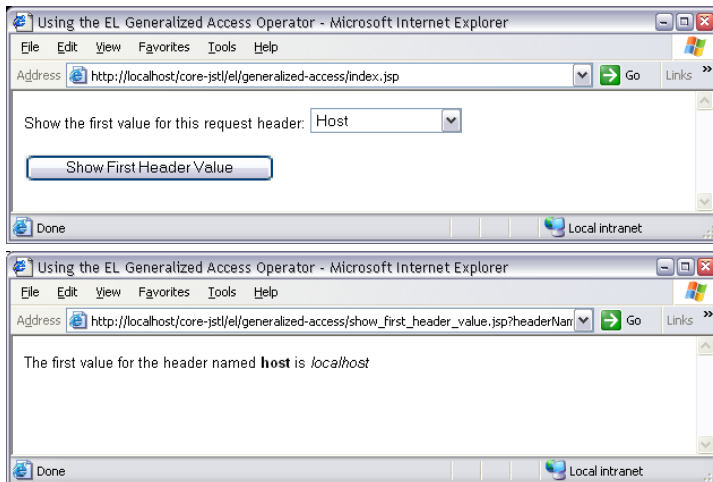 Using the EL Generalized Access Operator - Microsoft Internet Explorer
File Edit View Favorites Tools Help
Address http://localhost/core-jstl/el/generalized-access/index.jsp Go Links »
Show the first value for this request header: Host
Show First Header Value
Done Local intranet
Using the EL Generalized Access Operator - Microsoft Internet Explorer
File Edit View Favorites Tools Help
Address http://localhost/core-jstl/el/generalized-access/show_first_header_value.jsp?headerNam Go Links »
The first value for the header named host is localhost
Done Local intranet